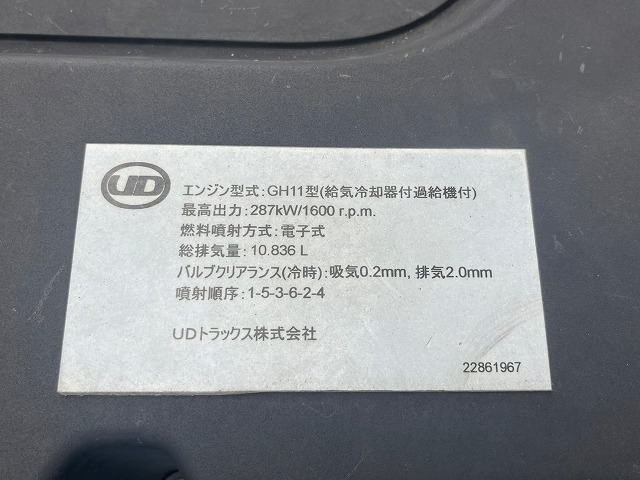 UD
エンジン型式:GH11型(給気冷却器付過給機付)
最高出力:287kW/1600 r.p.m.
燃料噴射方式:電子式
総排気量:10.836 L
バルブクリアランス(冷時):吸気0.2mm, 排気2.0mm
噴射順序:1-5-3-6-2-4
UDトラックス株式会社
22861967